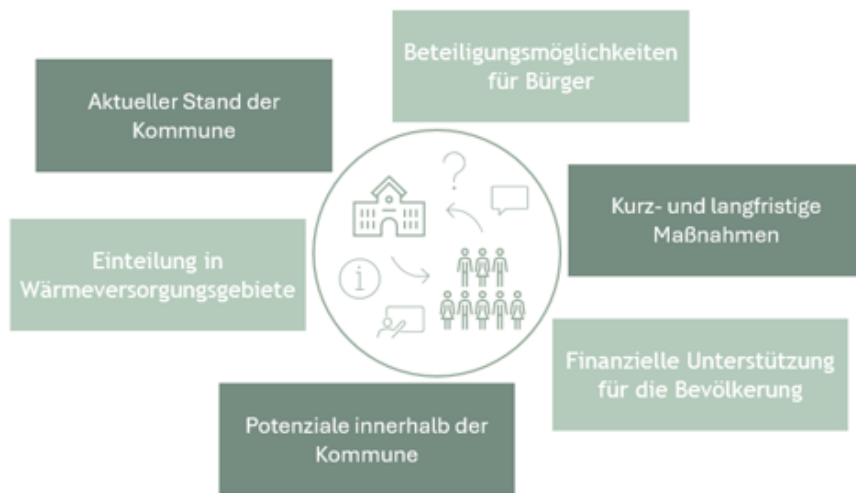 Beteiligungsmöglichkeiten
für Bürger
Aktueller Stand der
Kommune
Kurz- und langfristige
Maßnahmen
Einteilung in
Wärmeversorgungsgebiete
Finanzielle Unterstützung
für die Bevölkerung
Potenziale innerhalb der
Kommune
?
i